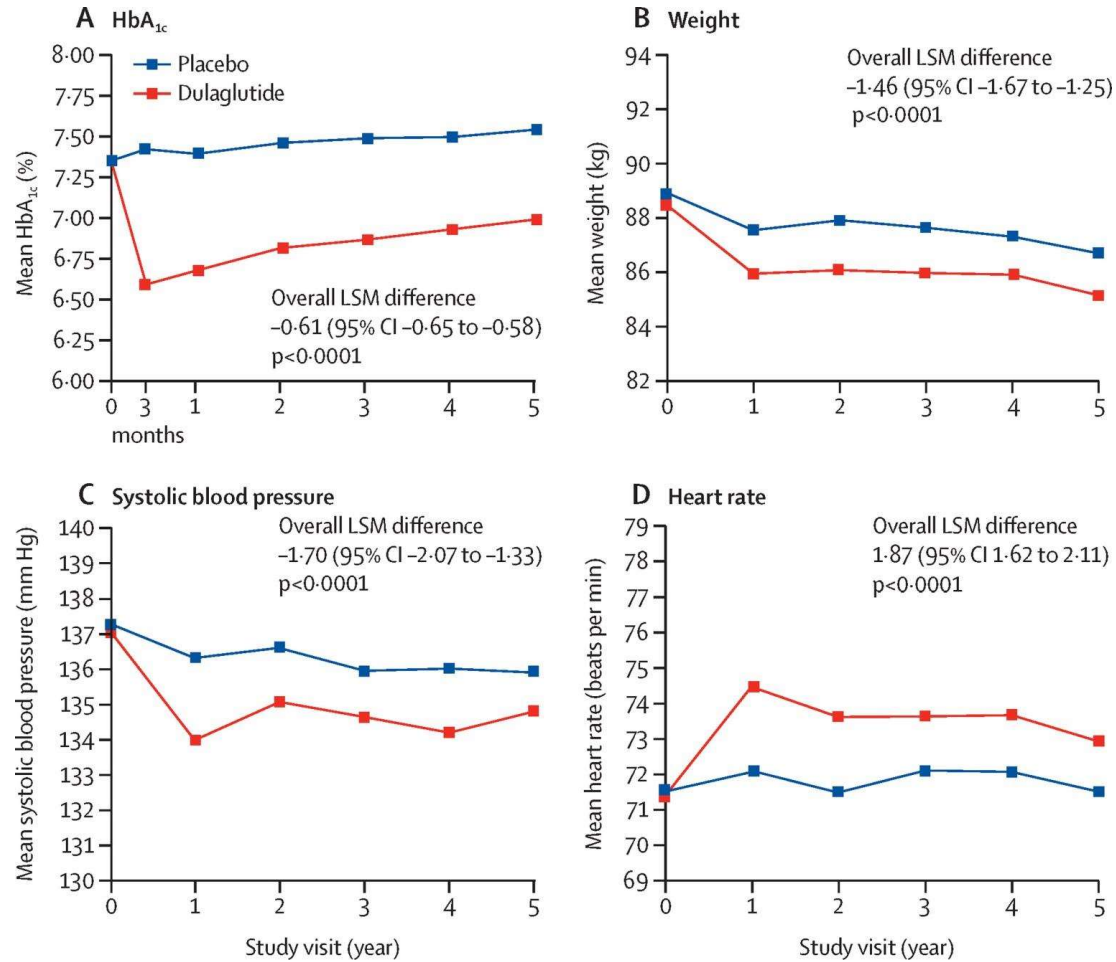 A HbA1c
8·00
7·75
7·50
7·25
7·00
6·75
6·50
6·25
6·00
Mean HbA1c (%)
Placebo
Dulaglutide
Overall LSM difference
–0·61 (95% CI –0·65 to –0·58)
p<0·0001
0 3 1 2 3 4 5
months
B Weight
94
92
90
88
86
84
82
Mean weight (kg)
Overall LSM difference
–1·46 (95% CI –1·67 to –1·25)
p<0·0001
0 1 2 3 4 5
C Systolic blood pressure
140
139
138
137
136
135
134
133
132
131
130
Mean systolic blood pressure (mm Hg)
Overall LSM difference
–1·70 (95% CI –2·07 to –1·33)
p<0·0001
0 1 2 3 4 5
Study visit (year)
D Heart rate
79
78
77
76
75
74
73
72
71
70
69
Mean heart rate (beats per min)
Overall LSM difference
1·87 (95% CI 1·62 to 2·11)
p<0·0001
0 1 2 3 4 5
Study visit (year)